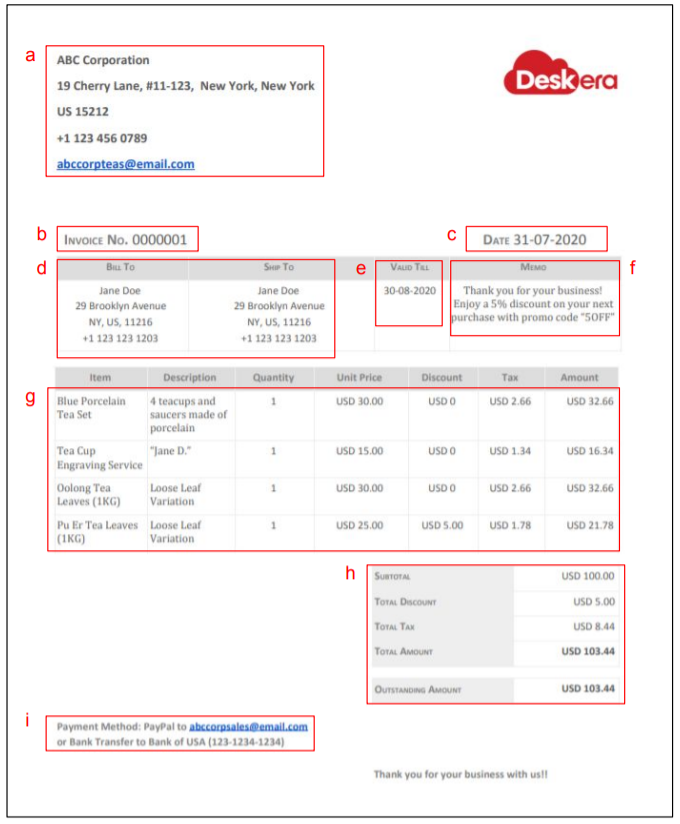 a
ABC Corporation
19 Cherry Lane, #11-123, New York, New York
US 15212
+1 123 456 0789
abccorpteas@email.com
Deskera
b
Invoice No. 0000001
c
Date 31-07-2020
d
Bill To
Ship To
e
Valid Till
Memo
f
Jane Doe
29 Brooklyn Avenue
NY, US, 11216
+1 123 123 1203
Jane Doe
29 Brooklyn Avenue
NY, US, 11216
+1 123 123 1203
30-08-2020
Thank you for your business!
Enjoy a 5% discount on your next
purchase with promo code "5OFF"
Item Description Quantity Unit Price Discount Tax Amount
g
Blue Porcelain
Tea Set
4 teacups and
saucers made of
porcelain
1 USD 30.00 USD 0 USD 2.66 USD 32.66
Tea Cup
Engraving Service
"Jane D."
1 USD 15.00 USD 0 USD 1.34 USD 16.34
Oolong Tea
Leaves (1KG)
Loose Leaf
Variation
1 USD 30.00 USD 0 USD 2.66 USD 32.66
Pu Er Tea Leaves
(1KG)
Loose Leaf
Variation
1 USD 25.00 USD 5.00 USD 1.78 USD 21.78
h
Subtotal USD 100.00
Total Discount USD 5.00
Total Tax USD 8.44
Total Amount USD 103.44
Outstanding Amount USD 103.44
i
Payment Method: PayPal to abccorpsales@email.com
or Bank Transfer to Bank of USA (123-1234-1234)
Thank you for your business with us!!